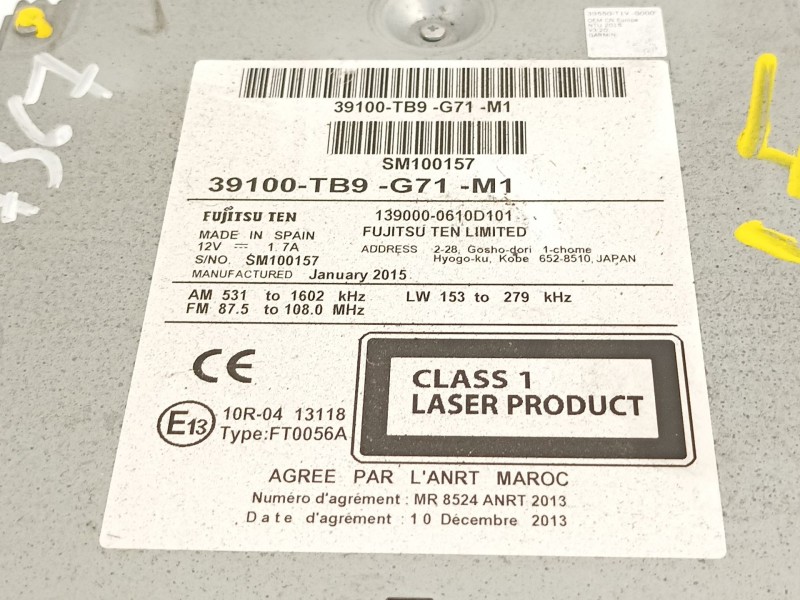 OEM CR Europe
GARMIN
39100-TB9 -G71 -M1
SM100157
39100-TB9 -G71 -M1
FUJITSU TEN 139000-0610D101
MADE IN SPAIN FUJITSU TEN LIMITED
12V ⎓ 1.7A ADDRESS 2-28, Gosho-dori 1-chome
S/NO. SM100157 Hyogo-ku, Kobe 652-8510, JAPAN
MANUFACTURED January 2015
AM 531 to 1602 kHz LW 153 to 279 kHz
FM 87.5 to 108.0 MHz
CE
CLASS 1
LASER PRODUCT
E13 10R-04 13118
Type:FT0056A
AGREE PAR L'ANRT MAROC
Numéro d'agrément : MR 8524 ANRT 2013
Date d'agrément : 10 Décembre 2013